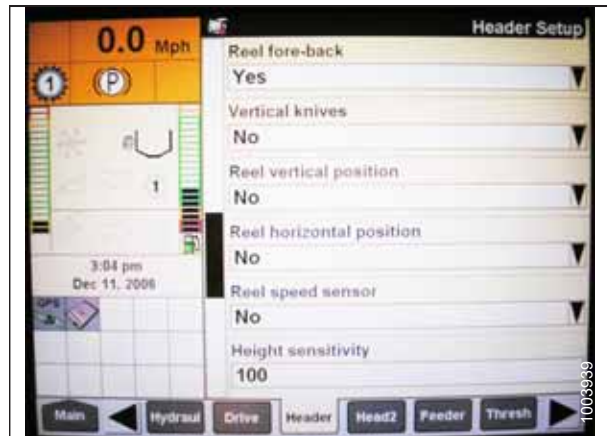 0.0 Mph
Header Setup
1
(P)
Reel fore-back
Yes
Vertical knives
No
Reel vertical position
No
1
Reel horizontal position
No
3:04 pm
Dec 11, 2006
Reel speed sensor
No
GPS
Height sensitivity
100
Main
Hydraul
Drive
Header
Head2
Feeder
Thresh
1003939